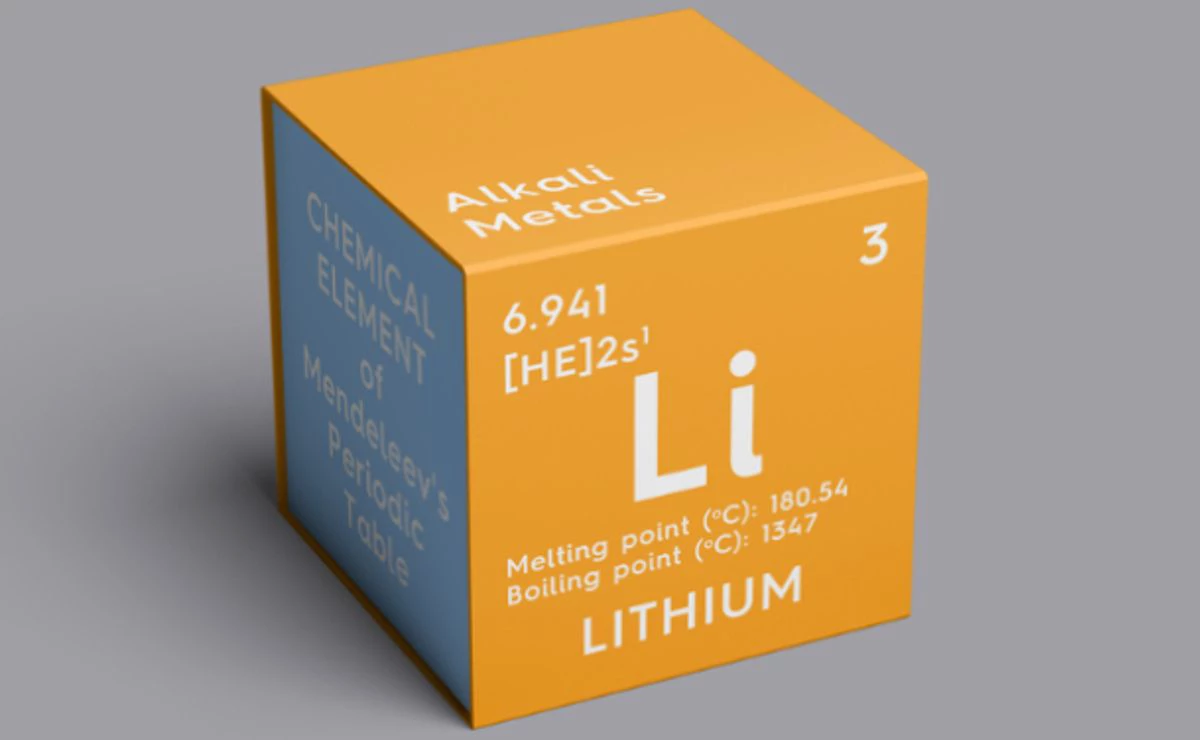 Alkali
Metals
3
6.941
[HE]2s¹
Li
Melting point (°C): 180.54
Boiling point (°C): 1347
LITHIUM
CHEMICAL
ELEMENT
of
Mendeleev's
Periodic
Table